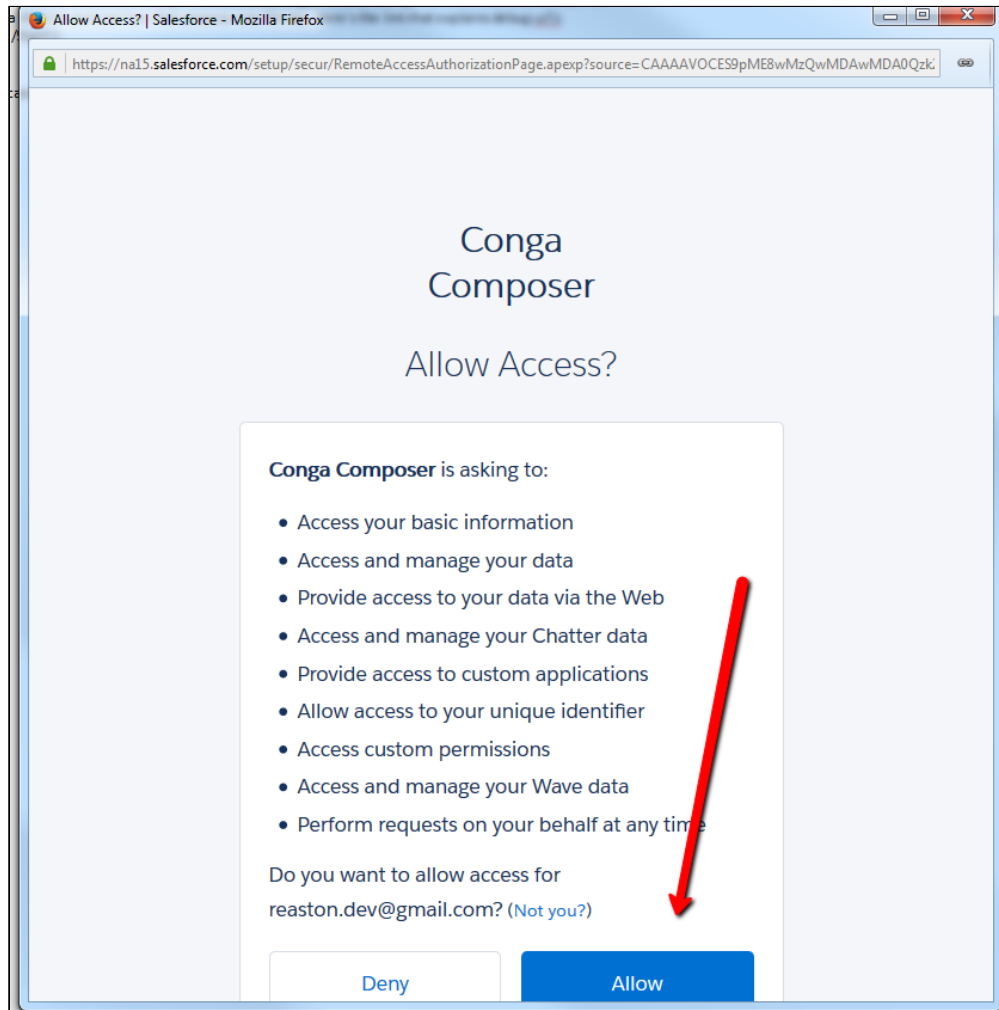 Allow Access? | Salesforce - Mozilla Firefox
https://na15.salesforce.com/setup/secur/RemoteAccessAuthorizationPage.apexp?source=CAAAAVOCES9pME8wMzQwMDAwMDA0Qzk
Conga
Composer
Allow Access?
Conga Composer is asking to:
• Access your basic information
• Access and manage your data
• Provide access to your data via the Web
• Access and manage your Chatter data
• Provide access to custom applications
• Allow access to your unique identifier
• Access custom permissions
• Access and manage your Wave data
• Perform requests on your behalf at any time
Do you want to allow access for
reaston.dev@gmail.com? (Not you?)
Deny Allow